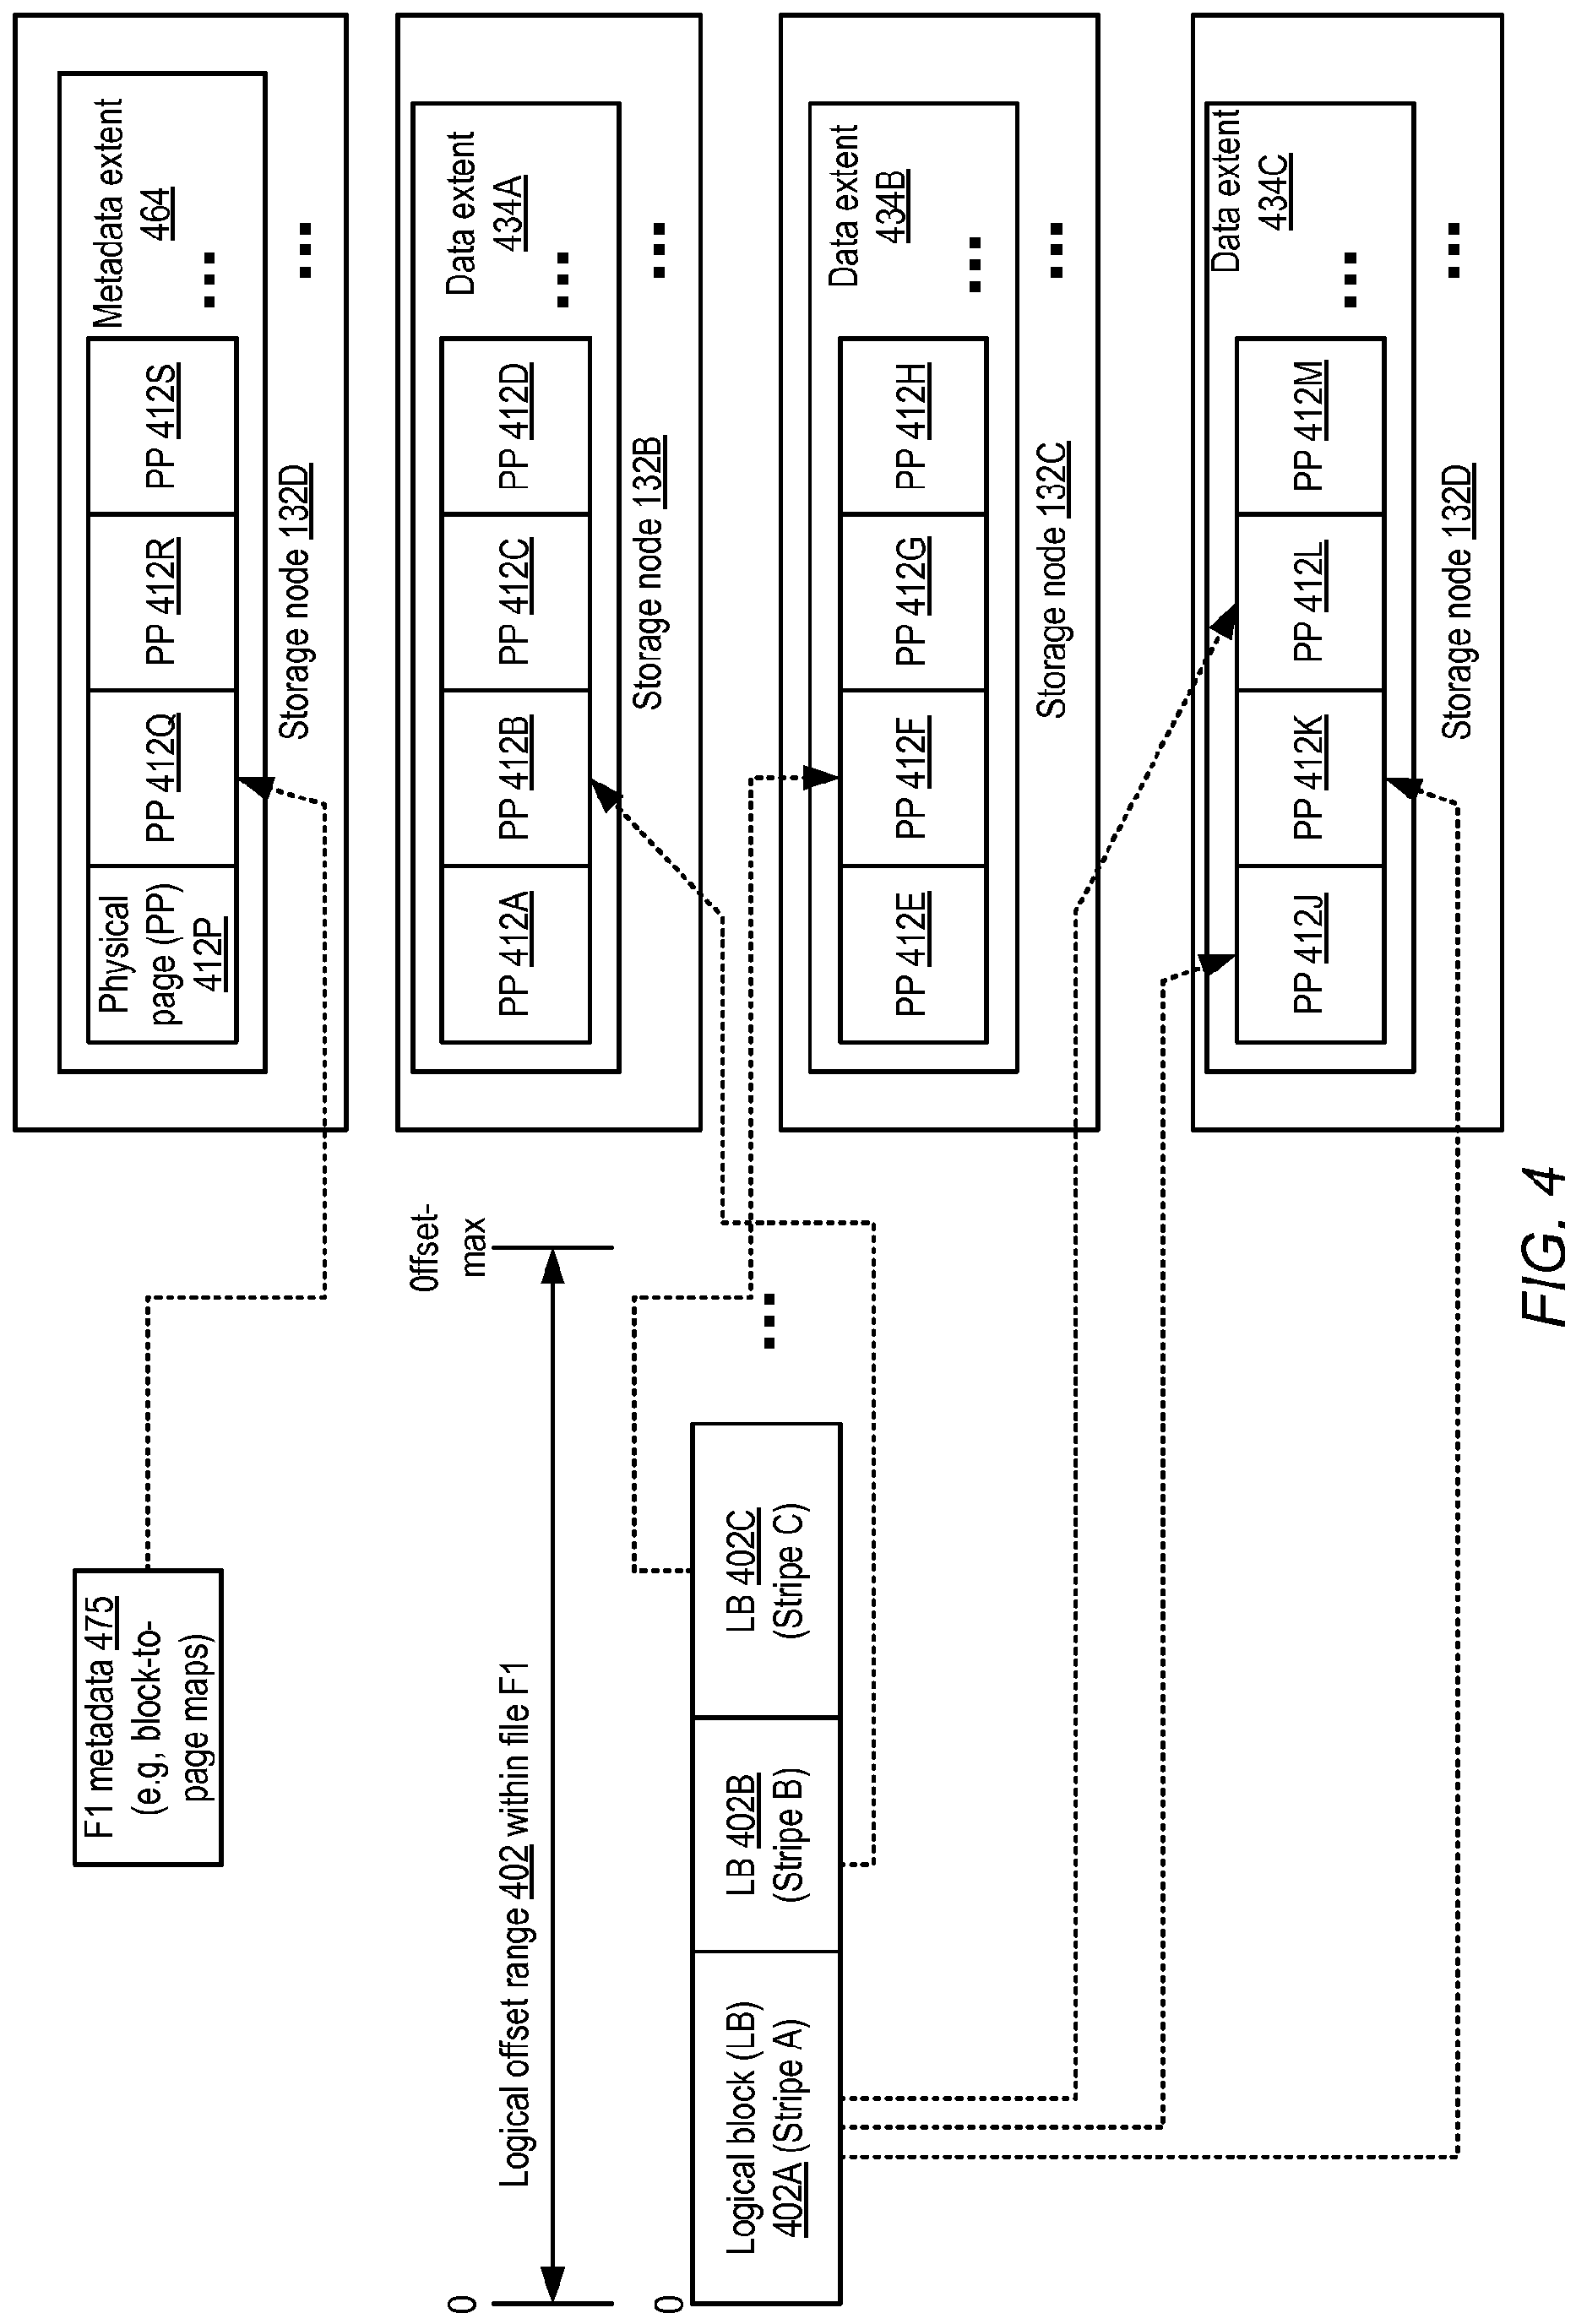 F1 metadata 475
(e.g, block-to-
page maps)
Physical
page (PP)
412P
PP 412Q
PP 412R
PP 412S
Metadata extent
464
...
Storage node 132D
...
0
Logical offset range 402 within file F1
0ffset-
max
PP 412A
PP 412B
PP 412C
PP 412D
Data extent
434A
...
Storage node 132B
...
0
Logical block (LB)
402A (Stripe A)
LB 402B
(Stripe B)
LB 402C
(Stripe C)
...
PP 412E
PP 412F
PP 412G
PP 412H
Data extent
434B
...
Storage node 132C
...
PP 412J
PP 412K
PP 412L
PP 412M
Data extent
434C
...
Storage node 132D
...
FIG. 4